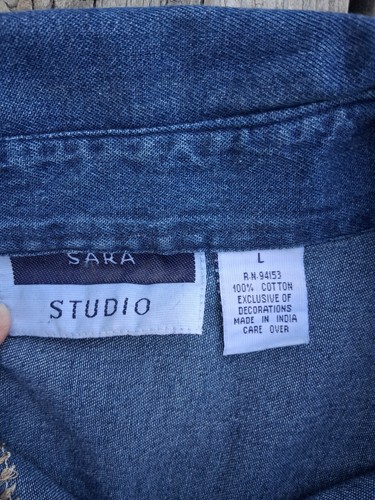 SARA
STUDIO
L
R-N-94153
100% COTTON
EXCLUSIVE OF
DECORATIONS
MADE IN INDIA
CARE OVER